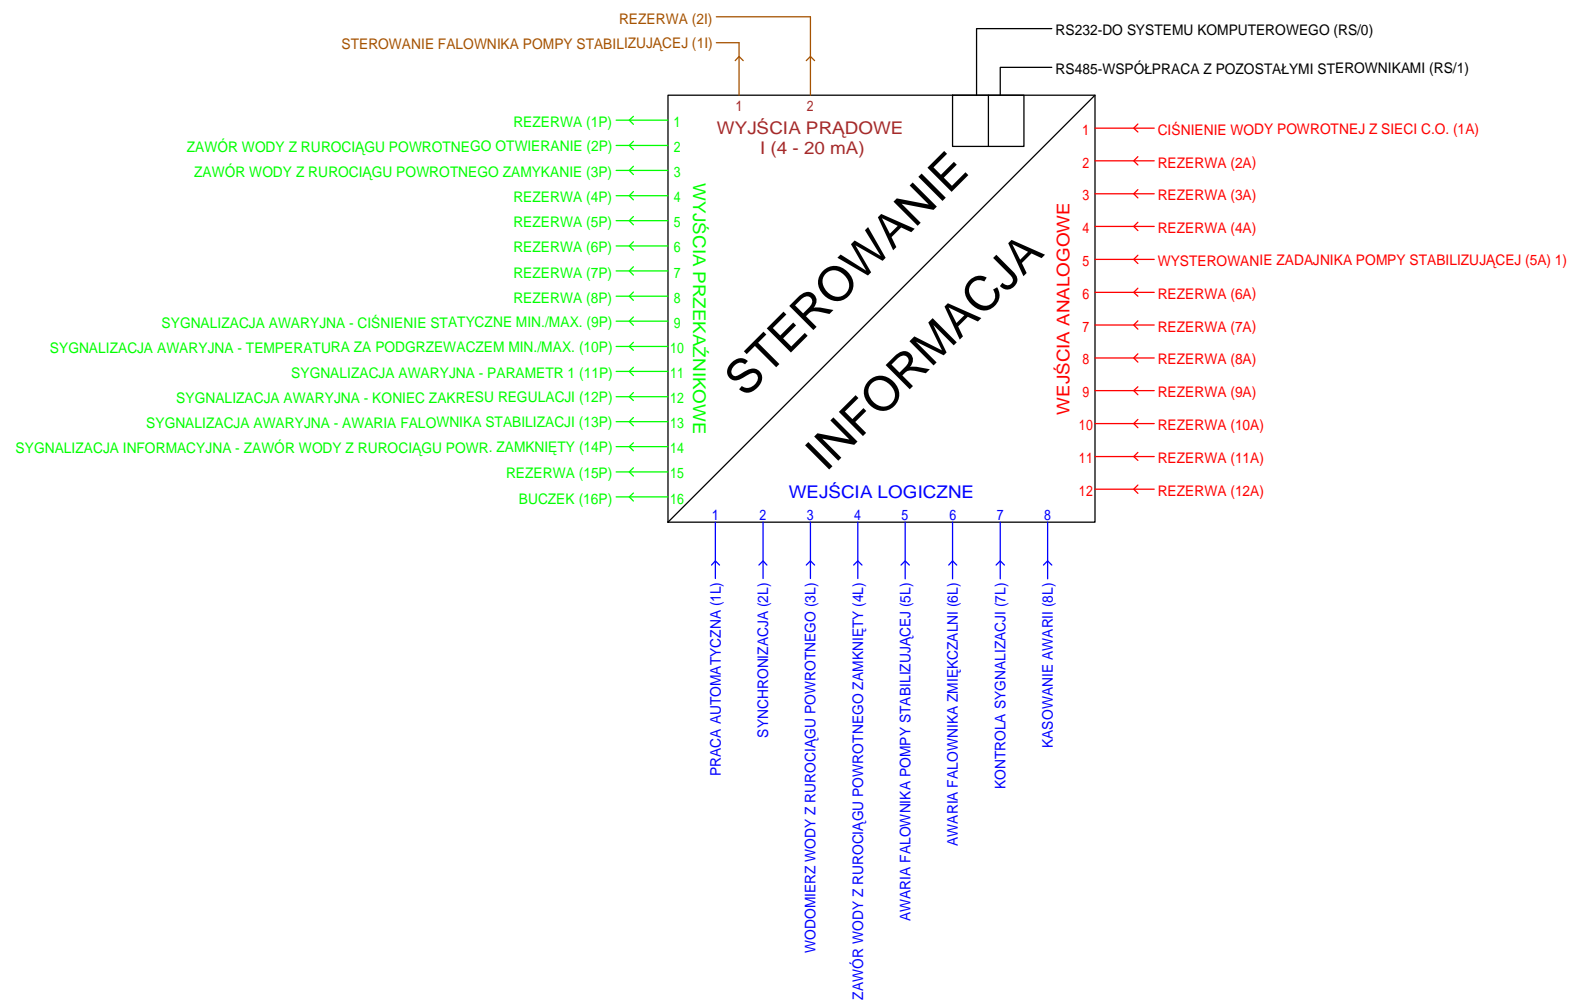 REZERWA (2I)
STEROWANIE FALOWNIKA POMPY STABILIZUJĄCEJ (1I)
RS232-DO SYSTEMU KOMPUTEROWEGO (RS/0)
RS485-WSPÓŁPRACA Z POZOSTAŁYMI STEROWNIKAMI (RS/1)
1 2
WYJŚCIA PRĄDOWE
I (4 - 20 mA)
REZERWA (1P) 1
ZAWÓR WODY Z RUROCIĄGU POWROTNEGO OTWIERANIE (2P) 2
ZAWÓR WODY Z RUROCIĄGU POWROTNEGO ZAMYKANIE (3P) 3
REZERWA (4P) 4
REZERWA (5P) 5
REZERWA (6P) 6
REZERWA (7P) 7
REZERWA (8P) 8
SYGNALIZACJA AWARYJNA - CIŚNIENIE STATYCZNE MIN./MAX. (9P) 9
SYGNALIZACJA AWARYJNA - TEMPERATURA ZA PODGRZEWACZEM MIN./MAX. (10P) 10
SYGNALIZACJA AWARYJNA - PARAMETR 1 (11P) 11
SYGNALIZACJA AWARYJNA - KONIEC ZAKRESU REGULACJI (12P) 12
SYGNALIZACJA AWARYJNA - AWARIA FALOWNIKA STABILIZACJI (13P) 13
SYGNALIZACJA INFORMACYJNA - ZAWÓR WODY Z RUROCIĄGU POWR. ZAMKNIĘTY (14P) 14
REZERWA (15P) 15
BUCZEK (16P) 16
WYJŚCIA PRZEKAŹNIKOWE
STEROWANIE
INFORMACJA
WEJŚCIA ANALOGOWE
1 CIŚNIENIE WODY POWROTNEJ Z SIECI C.O. (1A)
2 REZERWA (2A)
3 REZERWA (3A)
4 REZERWA (4A)
5 WYSTEROWANIE ZADAJNIKA POMPY STABILIZUJĄCEJ (5A) 1)
6 REZERWA (6A)
7 REZERWA (7A)
8 REZERWA (8A)
9 REZERWA (9A)
10 REZERWA (10A)
11 REZERWA (11A)
12 REZERWA (12A)
WEJŚCIA LOGICZNE
1 2 3 4 5 6 7 8
PRACA AUTOMATYCZNA (1L)
SYNCHRONIZACJA (2L)
WODOMIERZ WODY Z RUROCIĄGU POWROTNEGO (3L)
ZAWÓR WODY Z RUROCIĄGU POWROTNEGO ZAMKNIĘTY (4L)
AWARIA FALOWNIKA POMPY STABILIZUJĄCEJ (5L)
AWARIA FALOWNIKA ZMIĘKCZALNI (6L)
KONTROLA SYGNALIZACJI (7L)
KASOWANIE AWARII (8L)